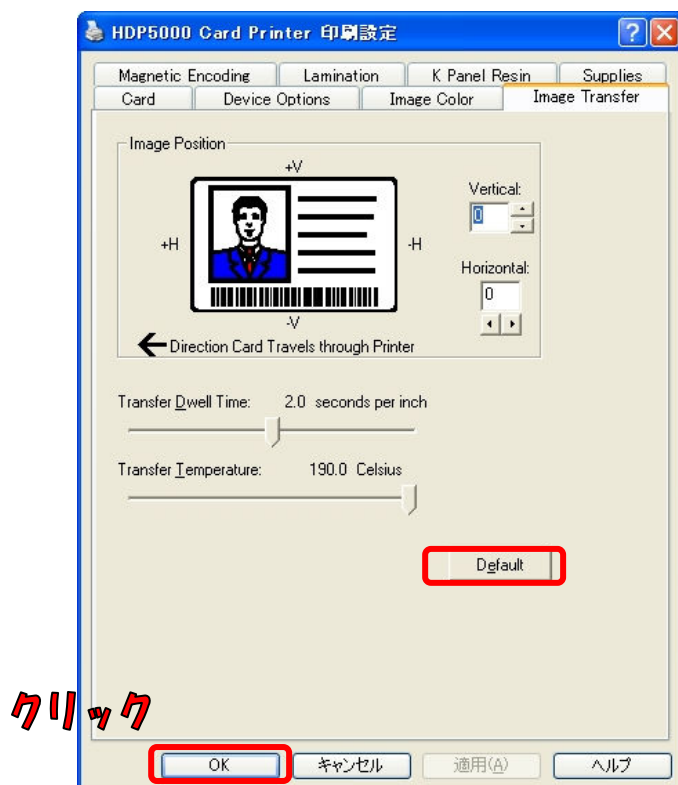 HDP5000 Card Printer 印刷設定
Magnetic Encoding Lamination K Panel Resin Supplies
Card Device Options Image Color Image Transfer
Image Position
+V
Vertical:
0
+H
-H
Horizontal:
0
-V
Direction Card Travels through Printer
Transfer Dwell Time: 2.0 seconds per inch
Transfer Temperature: 190.0 Celsius
Default
クリック
OK キャンセル 適用(A) ヘルプ